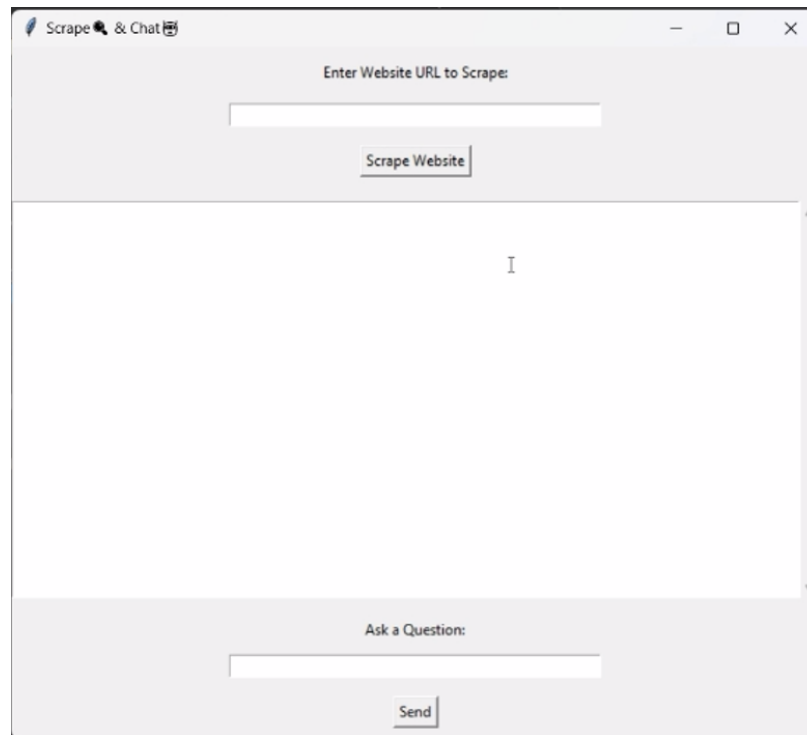 Scrape🔍 & Chat🤖
Enter Website URL to Scrape:
Scrape Website
Ask a Question:
Send